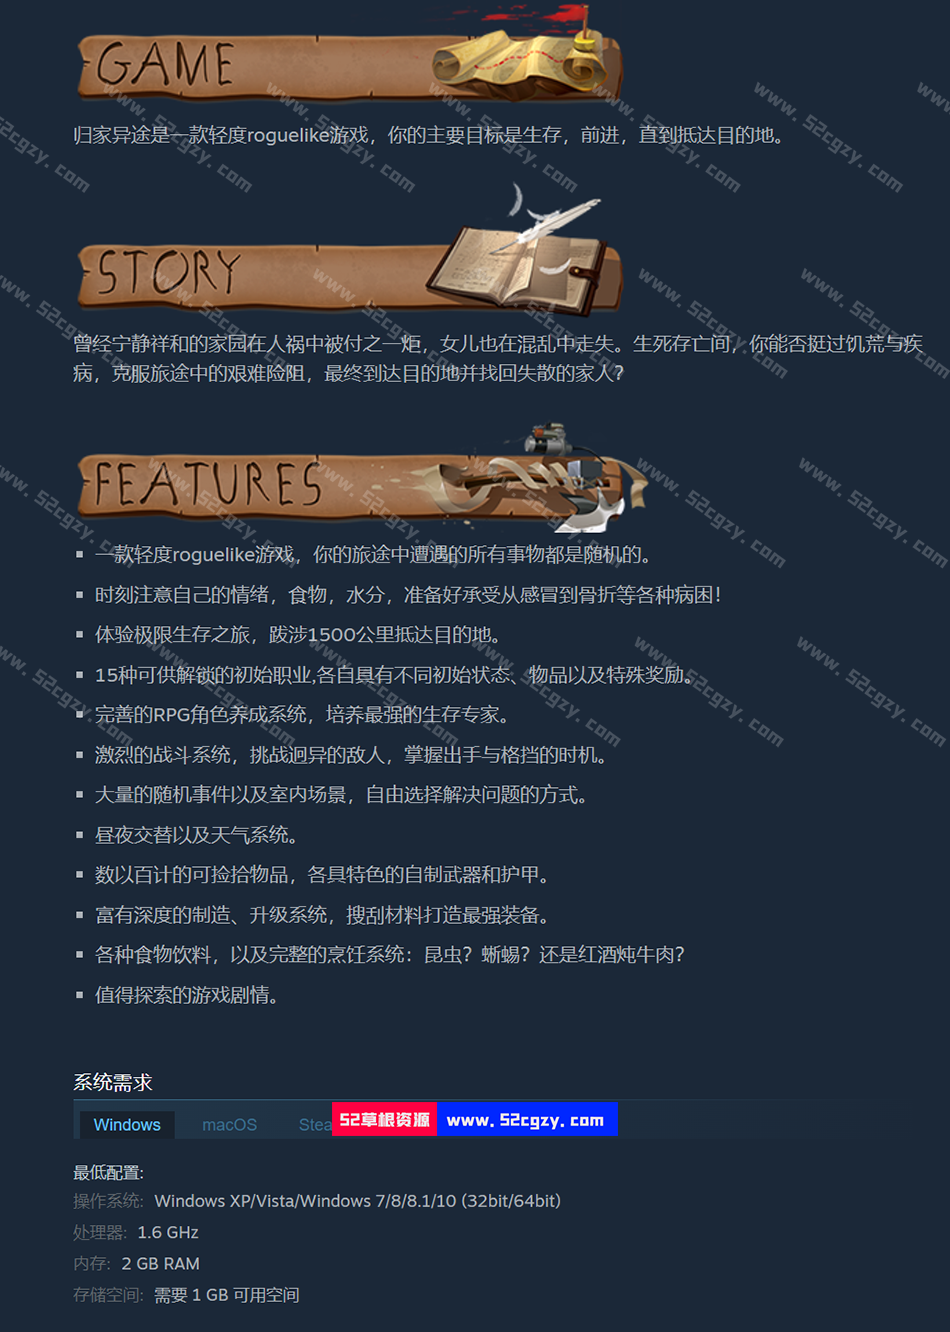 GAME
归家异途是一款轻度roguelike游戏，你的主要目标是生存，前进，直到抵达目的地。
STORY
曾经宁静祥和的家园在人祸中被付之一炬，女儿也在混乱中走失。生死存亡间，你能否挺过饥荒与疾
病，克服旅途中的艰难险阻，最终到达目的地并找回失散的家人？
FEATURES
一款轻度roguelike游戏，你的旅途中遭遇的所有事物都是随机的。
时刻注意自己的情绪，食物，水分，准备好承受从感冒到骨折等各种病困！
体验极限生存之旅，跋涉1500公里抵达目的地。
15种可供解锁的初始职业,各自具有不同初始状态、物品以及特殊奖励。
完善的RPG角色养成系统，培养最强的生存专家。
激烈的战斗系统，挑战迥异的敌人，掌握出手与格挡的时机。
大量的随机事件以及室内场景，自由选择解决问题的方式。
昼夜交替以及天气系统。
数以百计的可捡拾物品，各具特色的自制武器和护甲。
富有深度的制造、升级系统，搜刮材料打造最强装备。
各种食物饮料，以及完整的烹饪系统：昆虫？蜥蜴？还是红酒炖牛肉？
值得探索的游戏剧情。
系统需求
Windows macOS Stea 52草根资源 www.52cgzy.com
最低配置:
操作系统: Windows XP/Vista/Windows 7/8/8.1/10 (32bit/64bit)
处理器: 1.6 GHz
内存: 2 GB RAM
存储空间: 需要 1 GB 可用空间
www.52cgzy.com